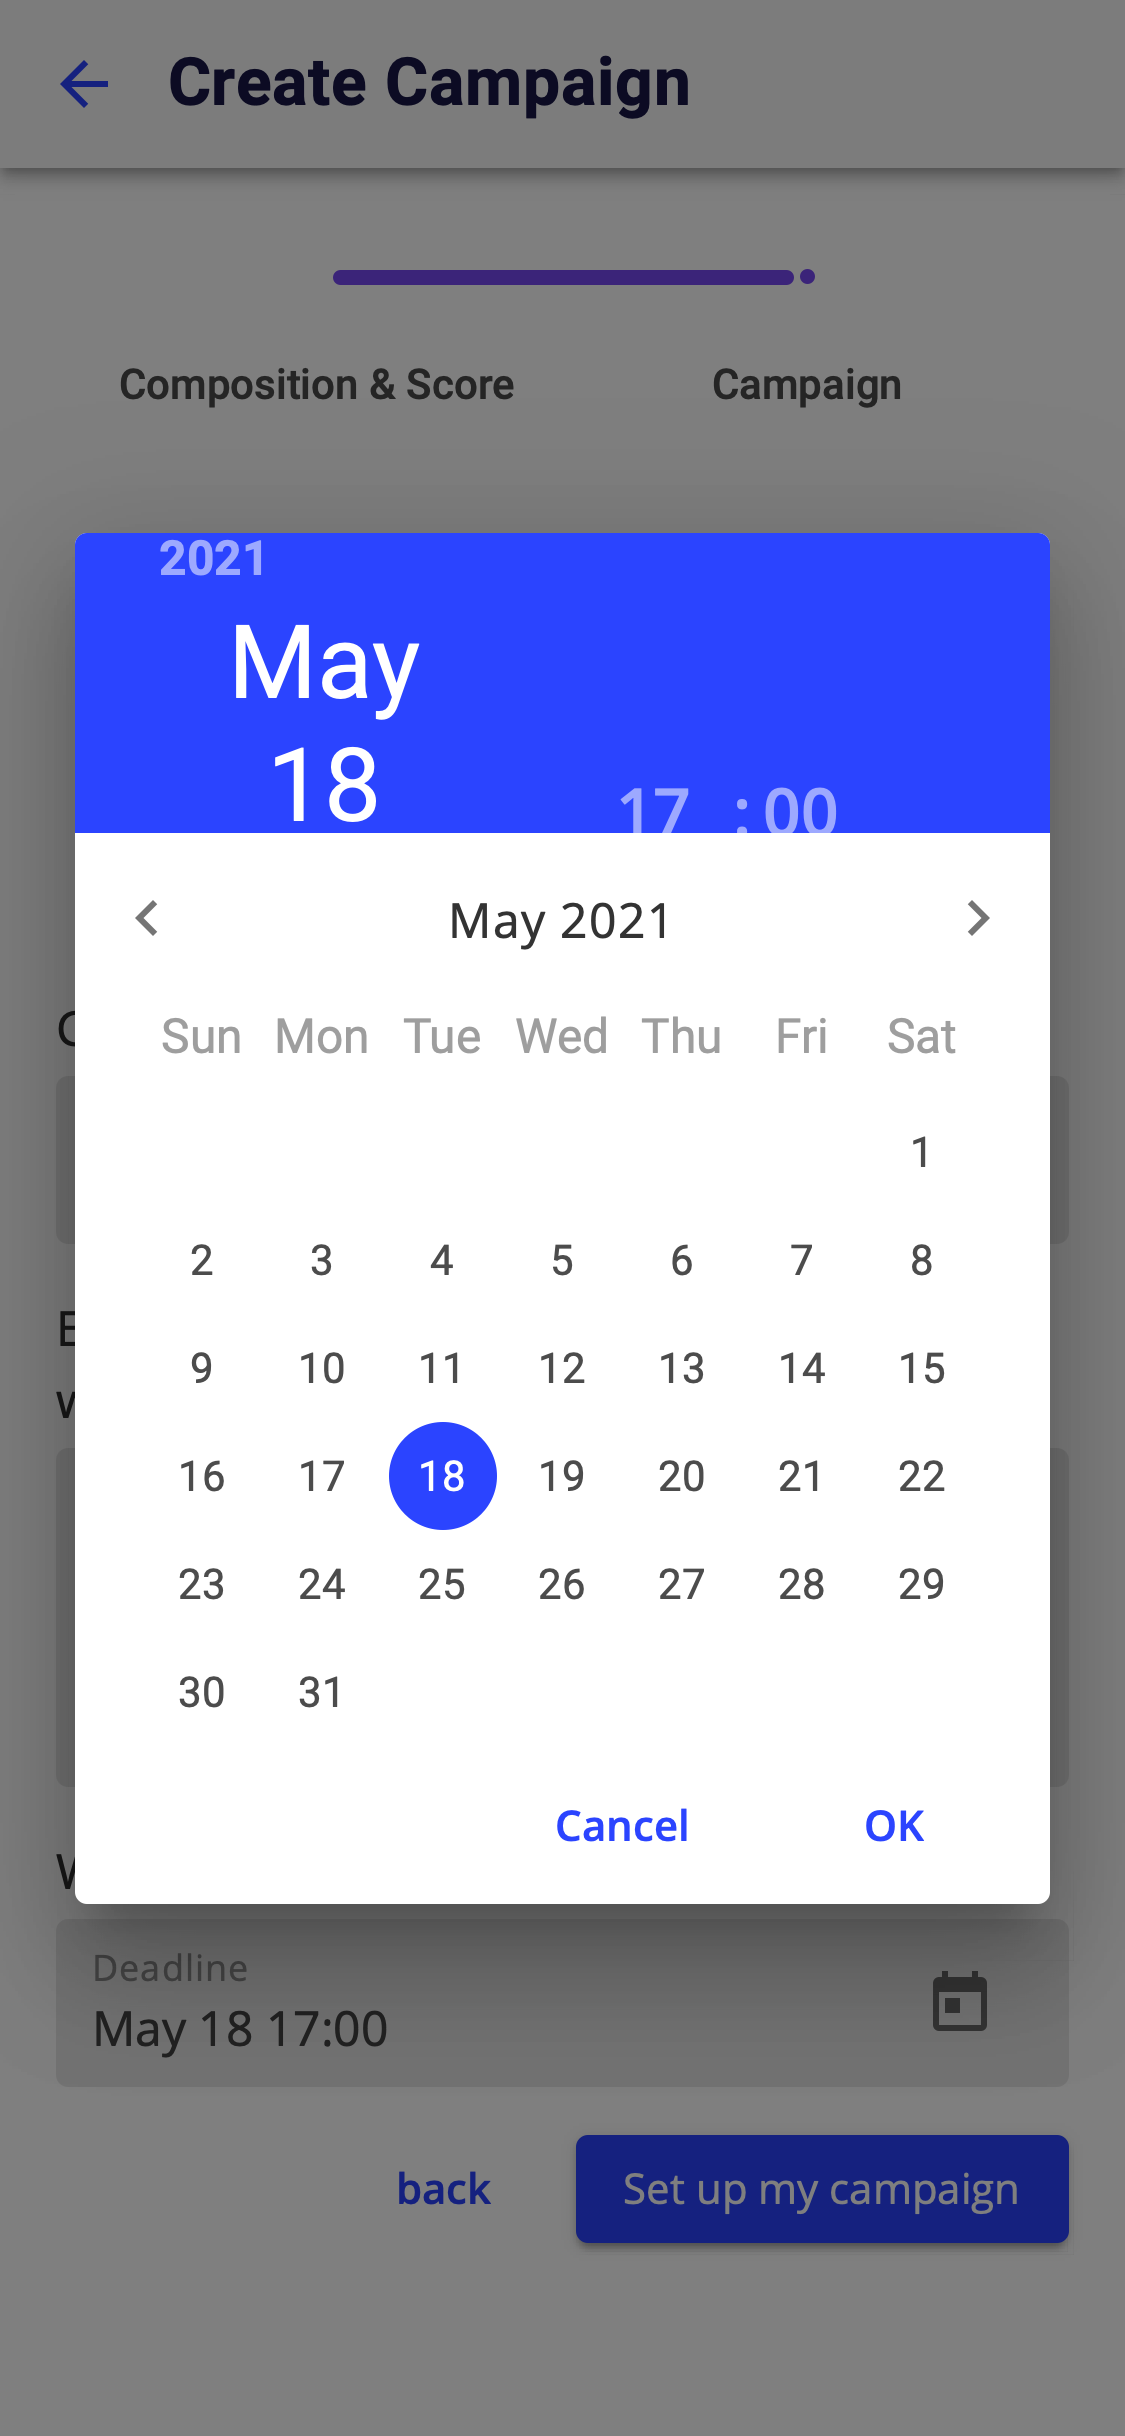 Create Campaign
Composition & Score
Campaign
2021
May
18
17 : 00
May 2021
Sun Mon Tue Wed Thu Fri Sat
1
2 3 4 5 6 7 8
9 10 11 12 13 14 15
16 17 18 19 20 21 22
23 24 25 26 27 28 29
30 31
Cancel OK
Deadline
May 18 17:00
back
Set up my campaign